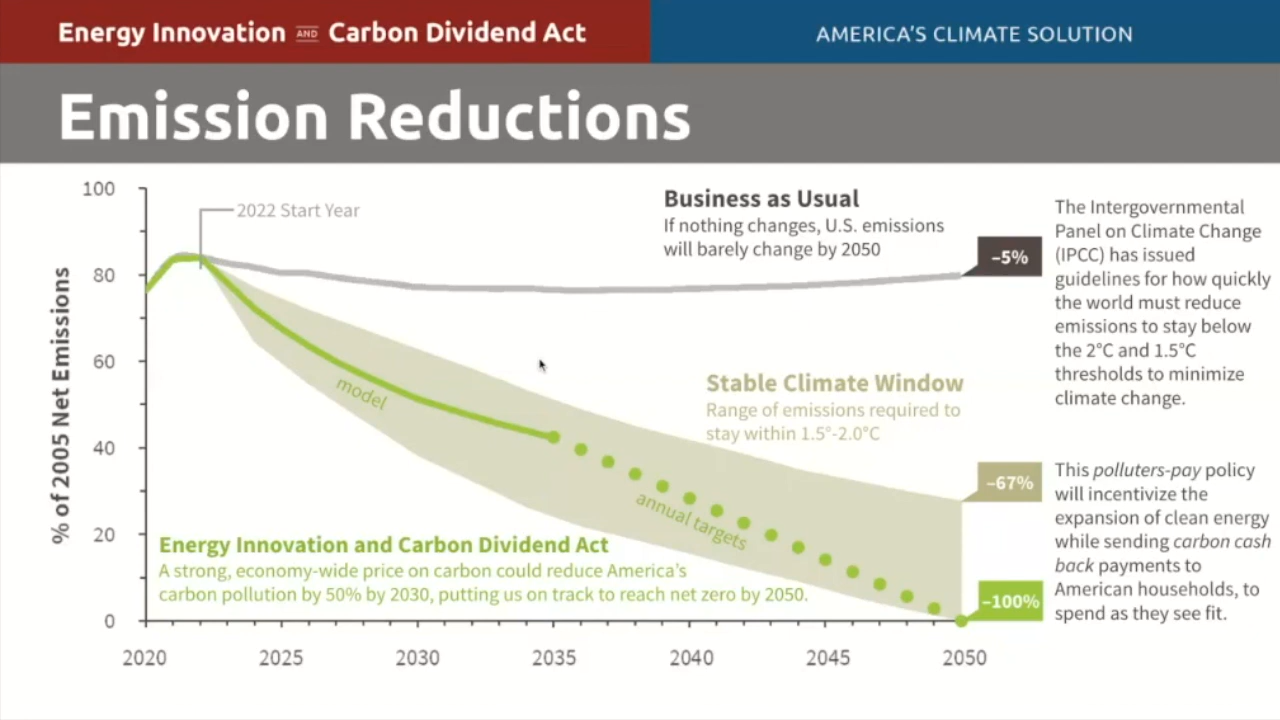 Energy Innovation AND Carbon Dividend Act
AMERICA'S CLIMATE SOLUTION
Emission Reductions
% of 2005 Net Emissions
100
80
60
40
20
0
2020
2025
2030
2035
2040
2045
2050
2022 Start Year
Business as Usual
If nothing changes, U.S. emissions
will barely change by 2050
–5%
model
Stable Climate Window
Range of emissions required to
stay within 1.5°-2.0°C
–67%
annual targets
Energy Innovation and Carbon Dividend Act
A strong, economy-wide price on carbon could reduce America's
carbon pollution by 50% by 2030, putting us on track to reach net zero by 2050.
–100%
The Intergovernmental
Panel on Climate Change
(IPCC) has issued
guidelines for how quickly
the world must reduce
emissions to stay below
the 2°C and 1.5°C
thresholds to minimize
climate change.
This polluters-pay policy
will incentivize the
expansion of clean energy
while sending carbon cash
back payments to
American households, to
spend as they see fit.